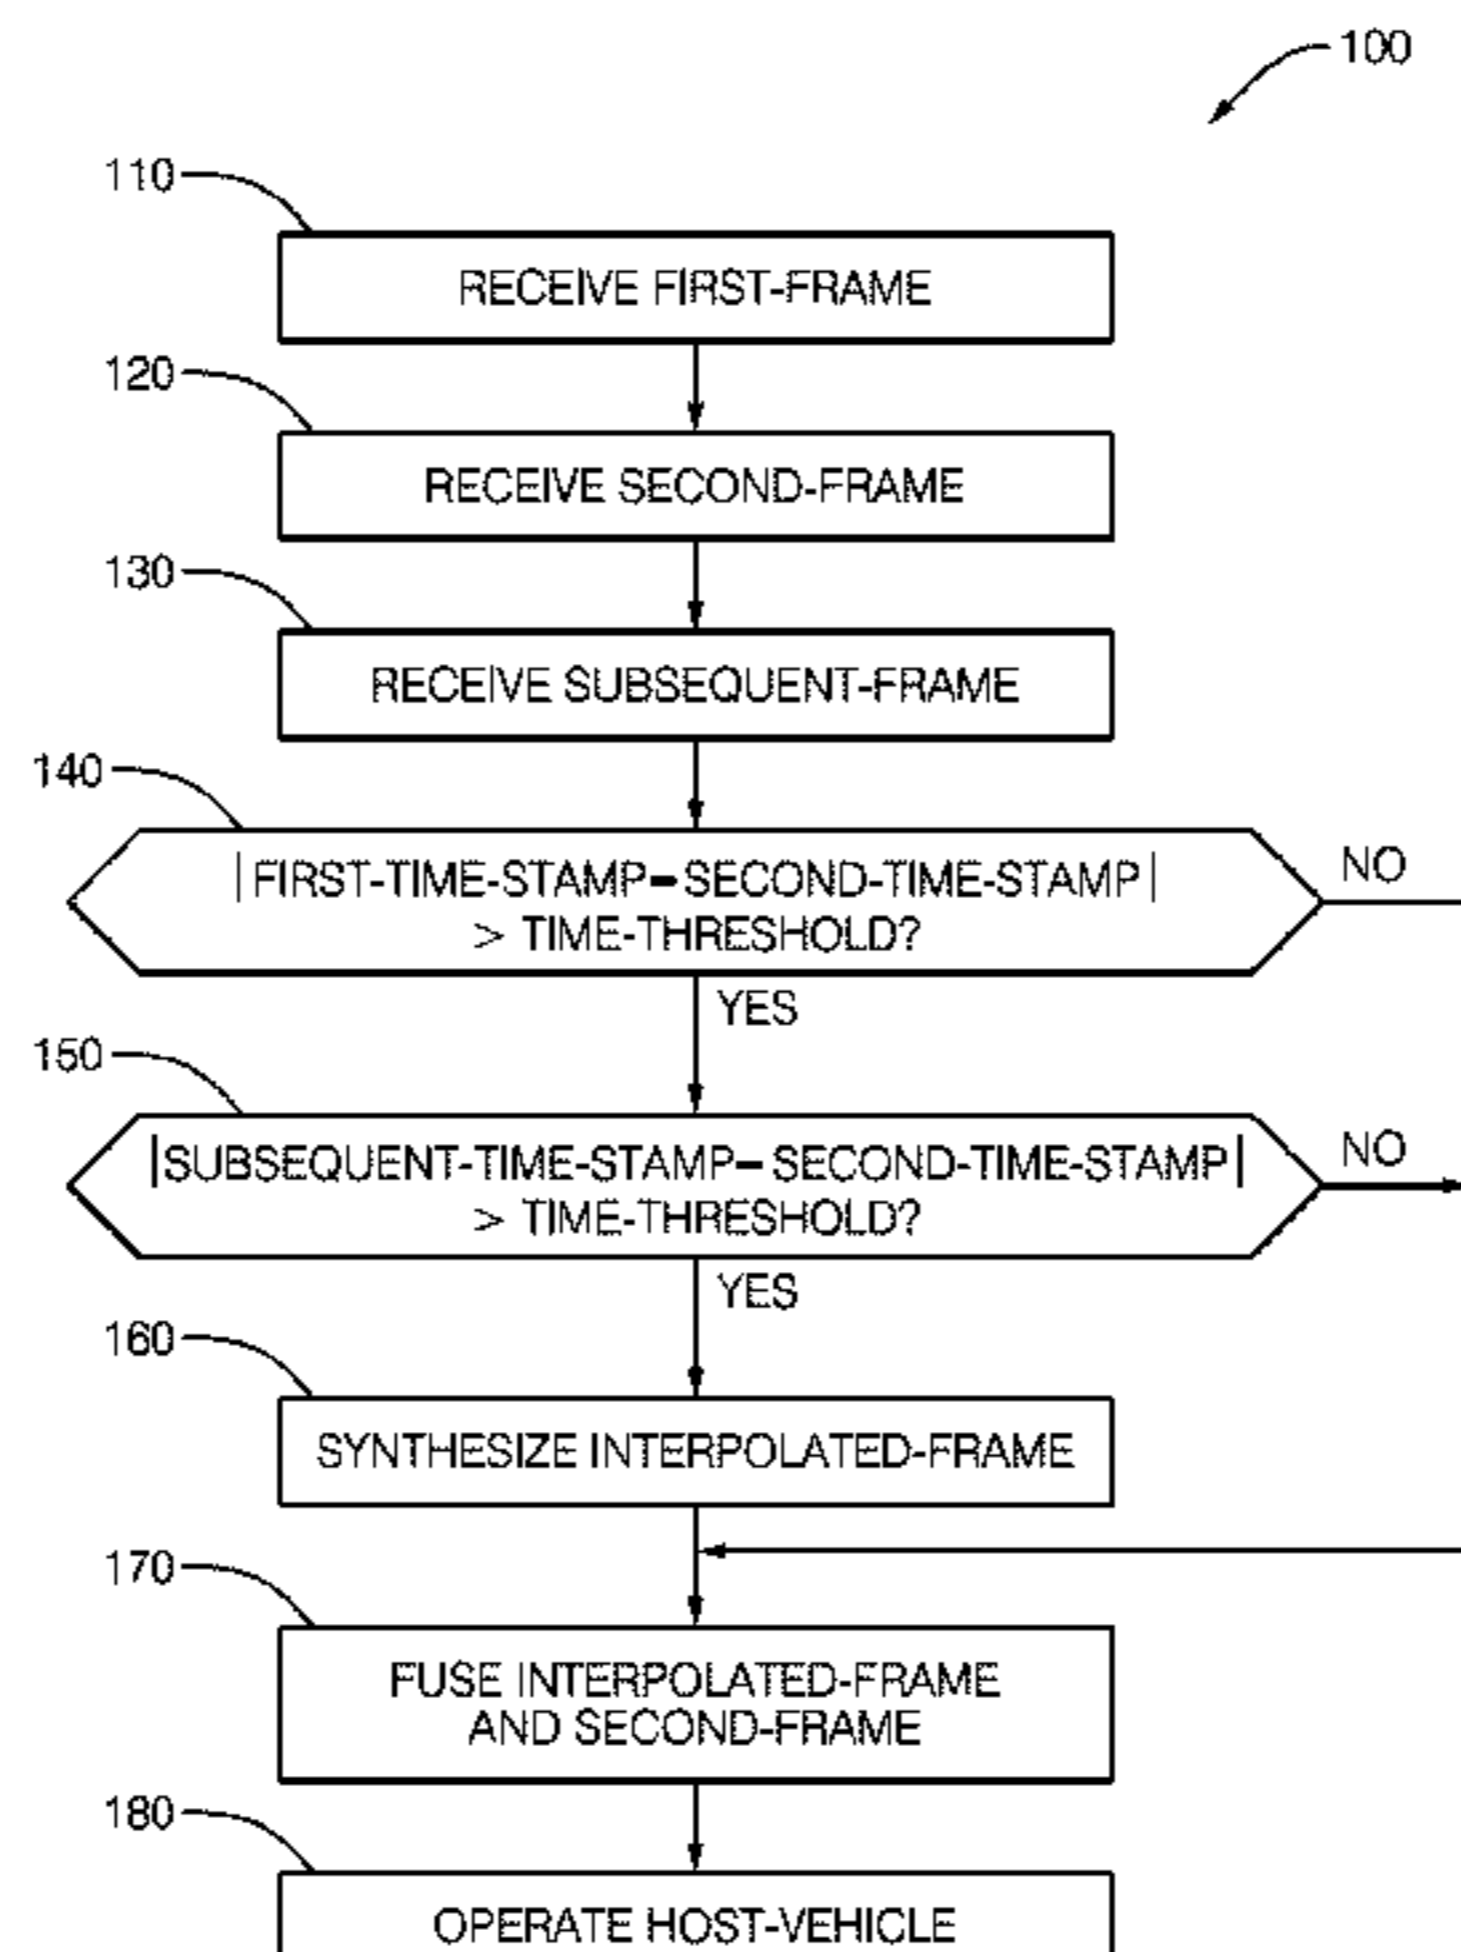 100
110
RECEIVE FIRST-FRAME
120
RECEIVE SECOND-FRAME
130
RECEIVE SUBSEQUENT-FRAME
140
|FIRST-TIME-STAMP-SECOND-TIME-STAMP|
> TIME-THRESHOLD?
NO
YES
150
|SUBSEQUENT-TIME-STAMP-SECOND-TIME-STAMP|
> TIME-THRESHOLD?
NO
YES
160
SYNTHESIZE INTERPOLATED-FRAME
170
FUSE INTERPOLATED-FRAME
AND SECOND-FRAME
180
OPERATE HOST-VEHICLE